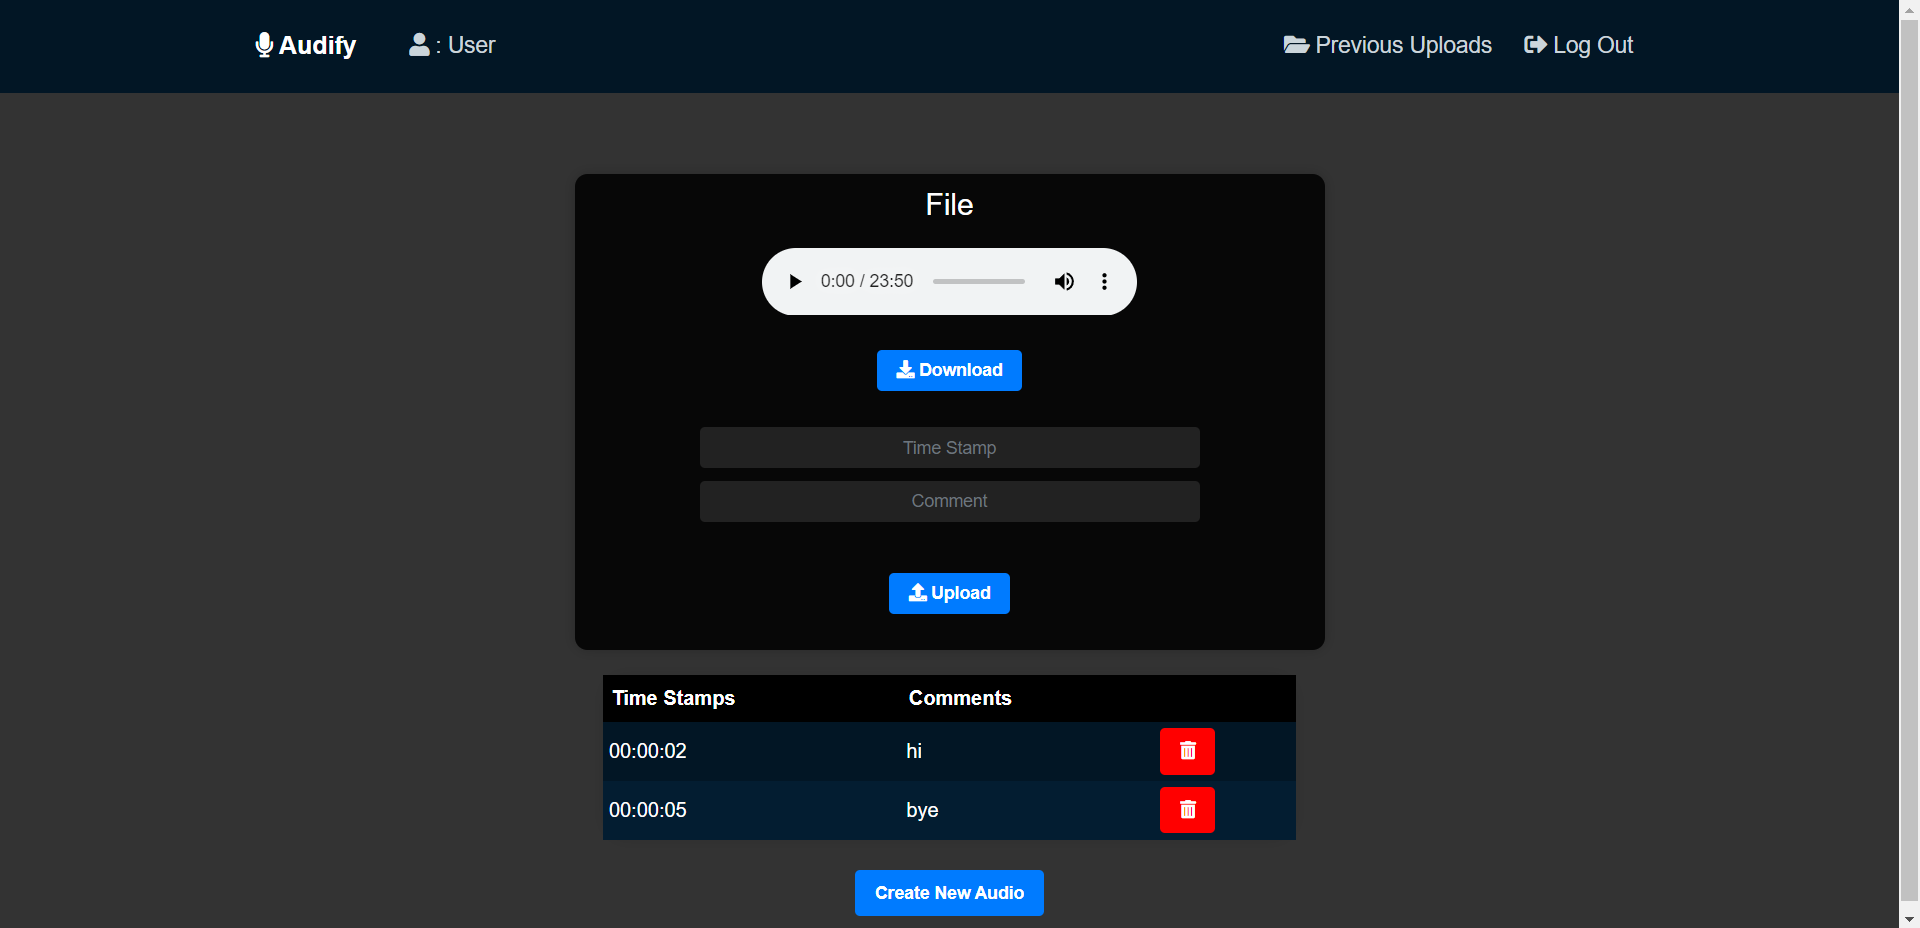 Audify : User Previous Uploads Log Out
File
0:00 / 23:50
Download
Time Stamp
Comment
Upload
Time Stamps Comments
00:00:02 hi
00:00:05 bye
Create New Audio